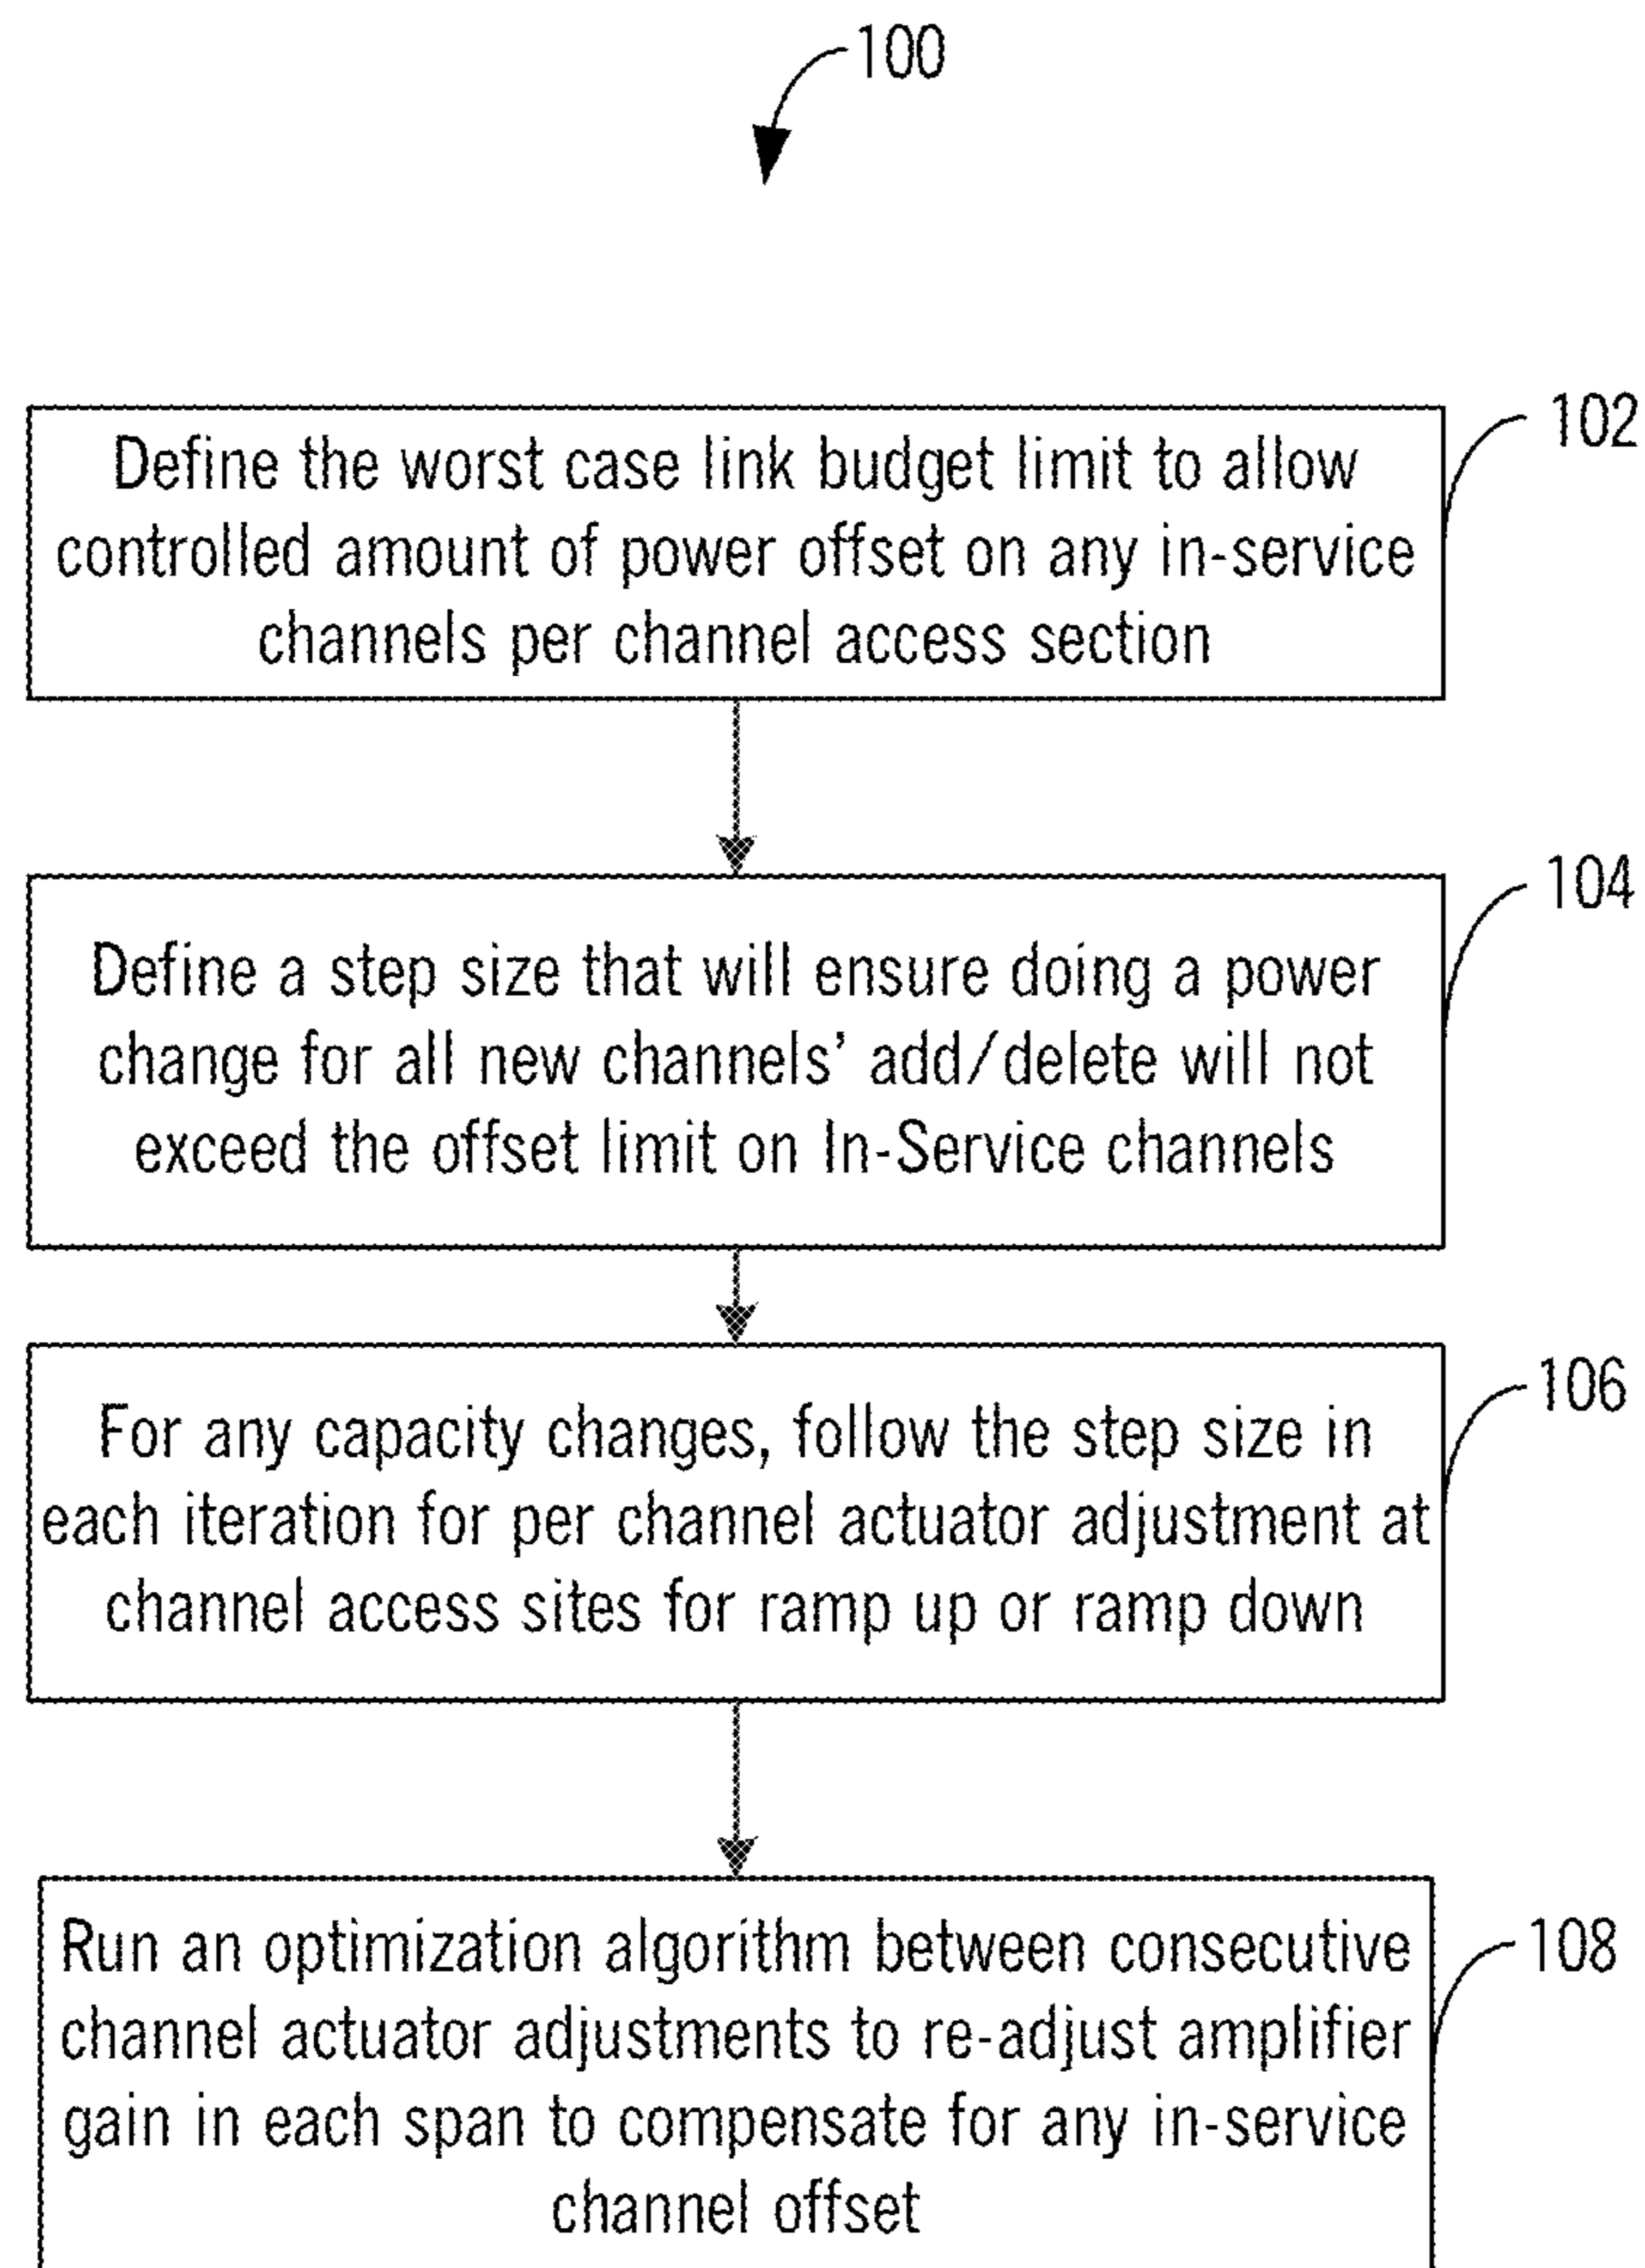 100
102
Define the worst case link budget limit to allow
controlled amount of power offset on any in-service
channels per channel access section
104
Define a step size that will ensure doing a power
change for all new channels' add/delete will not
exceed the offset limit on In-Service channels
106
For any capacity changes, follow the step size in
each iteration for per channel actuator adjustment at
channel access sites for ramp up or ramp down
108
Run an optimization algorithm between consecutive
channel actuator adjustments to re-adjust amplifier
gain in each span to compensate for any in-service
channel offset